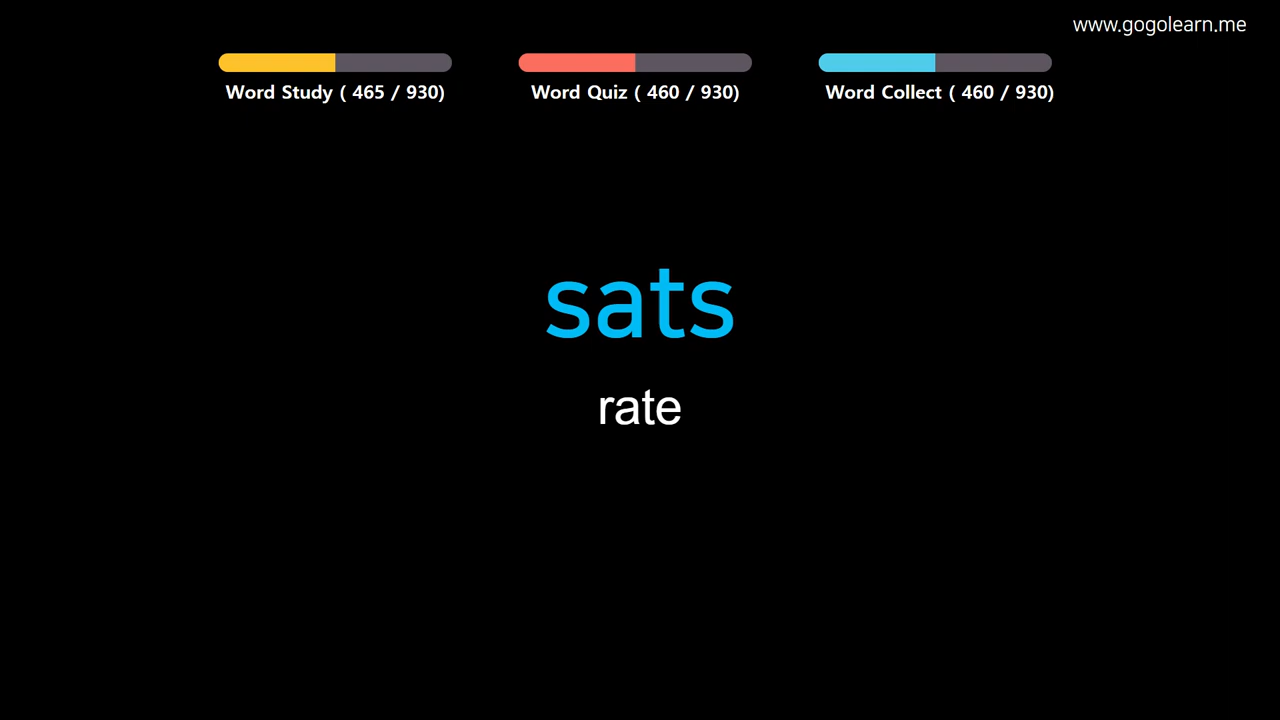 www.gogolearn.me
Word Study ( 465 / 930)
Word Quiz ( 460 / 930)
Word Collect ( 460 / 930)
sats
rate